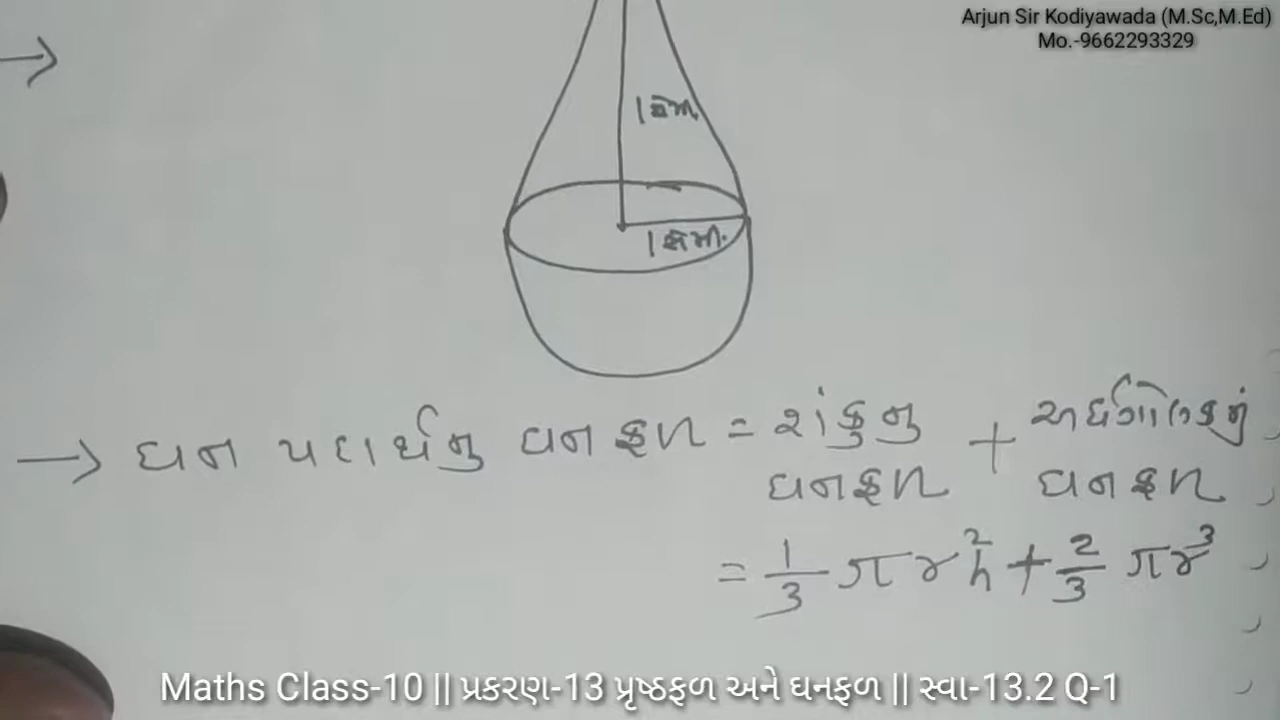 Arjun Sir Kodiyawada (M.Sc,M.Ed)
Mo.-9662293329
1 સેમી
1 સેમી.
→ ઘન પદાર્થનુ ઘનફળ = શંકુનુ ઘનફળ + અર્ધગોલકનું ઘનફળ
= 1/3 πr²h + 2/3 πr³
Maths Class-10 || પ્રકરણ-13 પૃષ્ઠફળ અને ઘનફળ || સ્વા-13.2 Q-1